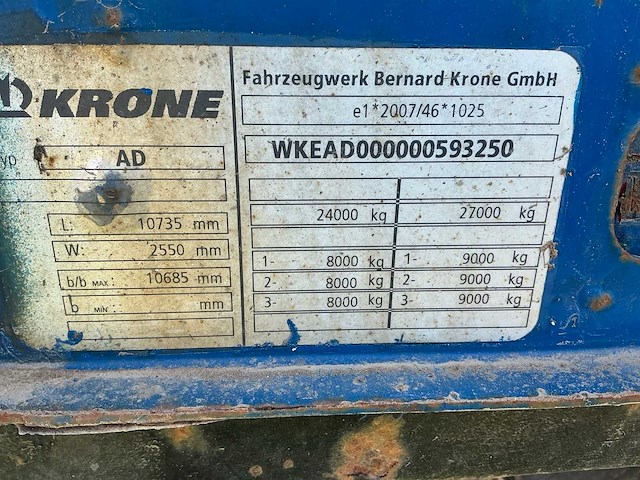 KRONE
Fahrzeugwerk Bernard Krone GmbH
e1*2007/46*1025
yp AD
WKEAD000000593250
L: 10735 mm
W: 2550 mm
b/b MAX: 10685 mm
b MIN: mm
24000 kg 27000 kg
1- 8000 kg 1- 9000 kg
2- 8000 kg 2- 9000 kg
3- 8000 kg 3- 9000 kg